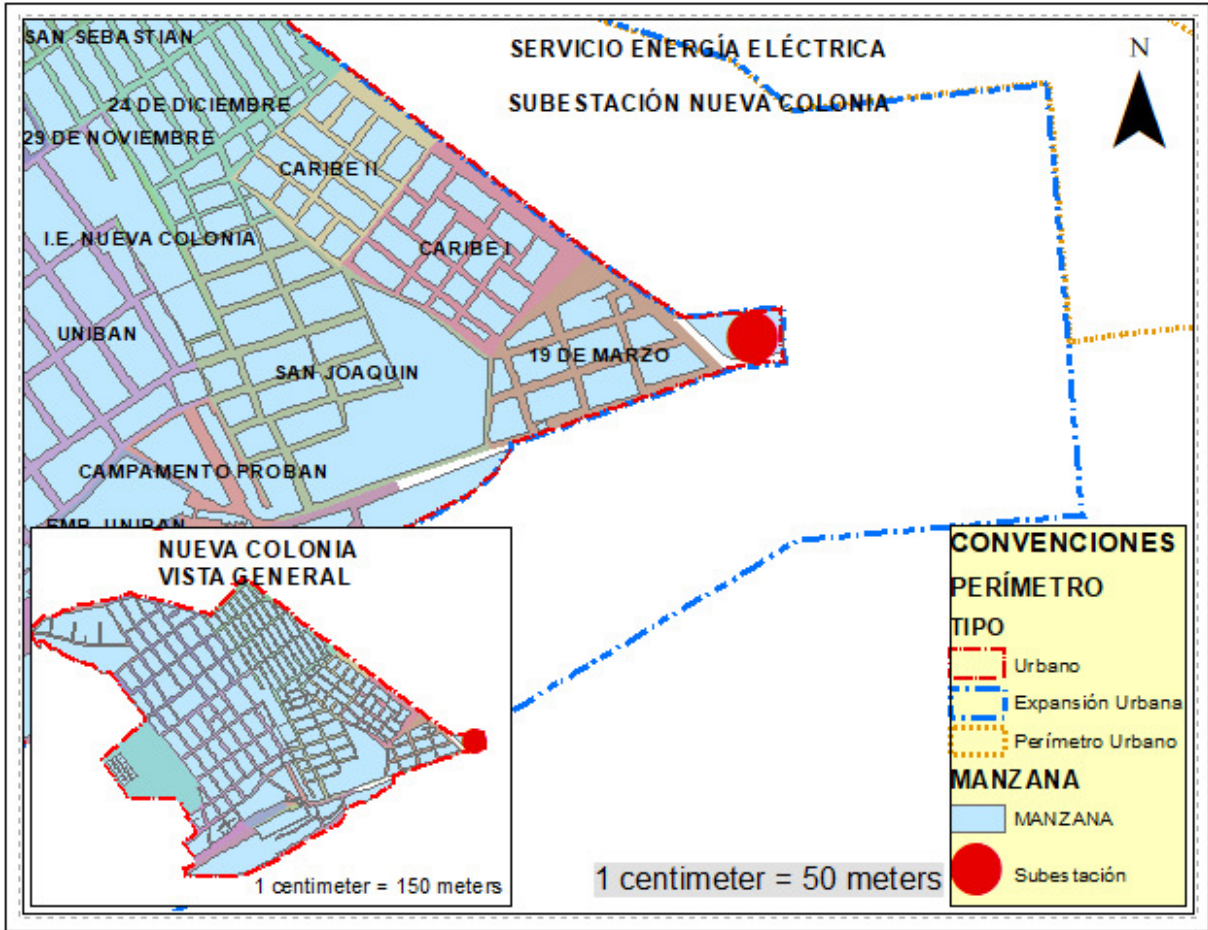 SERVICIO ENERGÍA ELÉCTRICA
SUBESTACIÓN NUEVA COLONIA
N
SAN SEBASTIAN
24 DE DICIEMBRE
29 DE NOVIEMBRE
CARIBE II
I.E. NUEVA COLONIA
CARIBE I
UNIBAN
19 DE MARZO
SAN JOAQUIN
CAMPAMENTO PROBAN
EMB. UNIBAN
NUEVA COLONIA
VISTA GENERAL
1 centimeter = 150 meters
1 centimeter = 50 meters
CONVENCIONES
PERÍMETRO
TIPO
Urbano
Expansión Urbana
Perímetro Urbano
MANZANA
MANZANA
Subestación